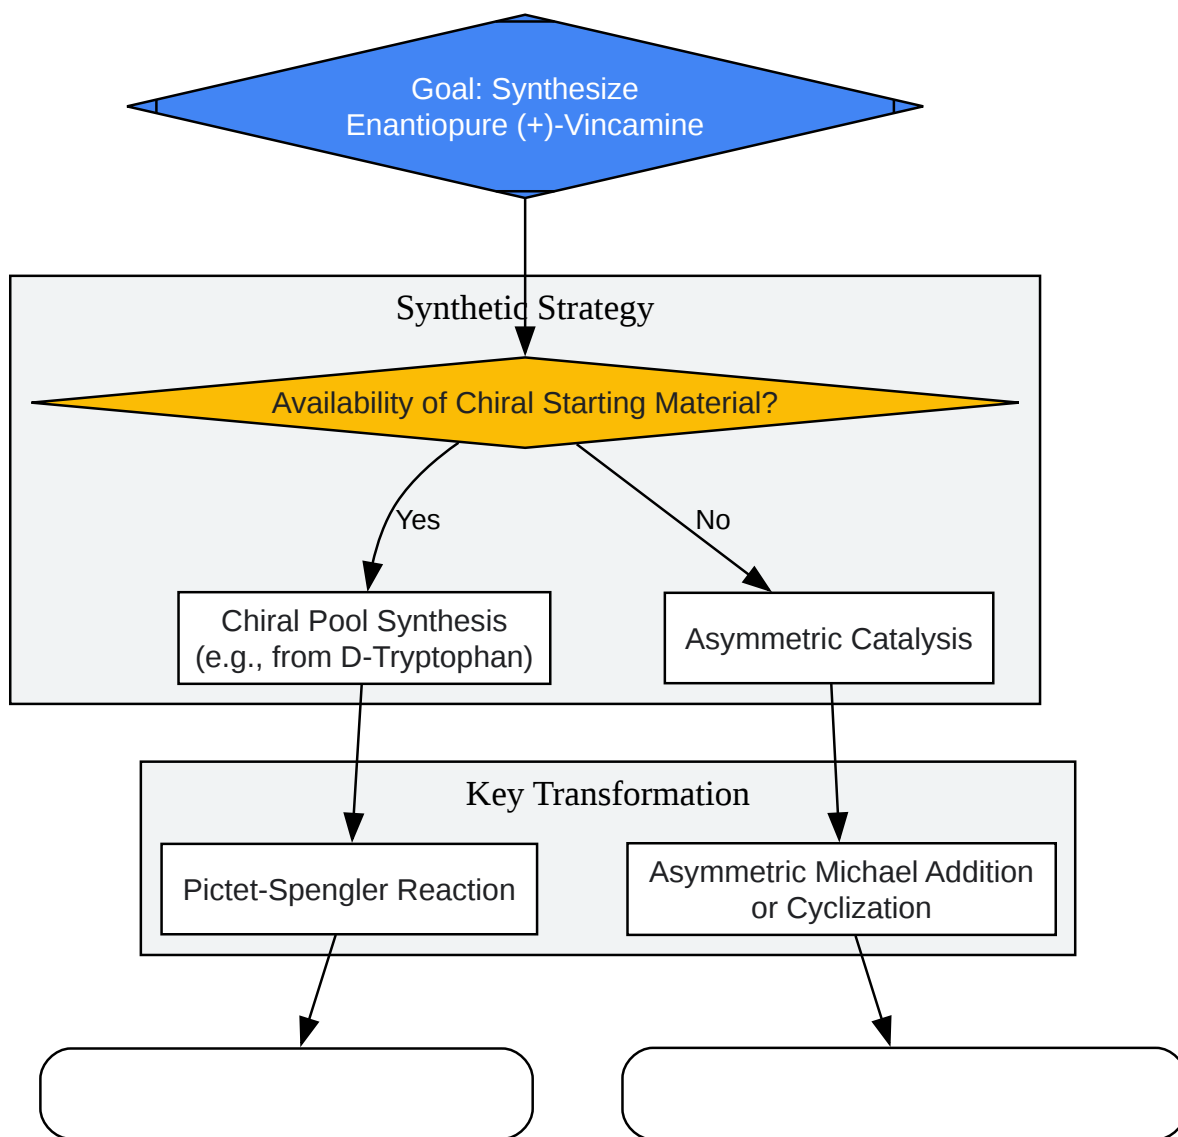 Goal: Synthesize
Enantiopure (+)-Vincamine
Synthetic Strategy
Availability of Chiral Starting Material?
Yes
No
Chiral Pool Synthesis
(e.g., from D-Tryptophan)
Asymmetric Catalysis
Key Transformation
Pictet-Spengler Reaction
Asymmetric Michael Addition
or Cyclization